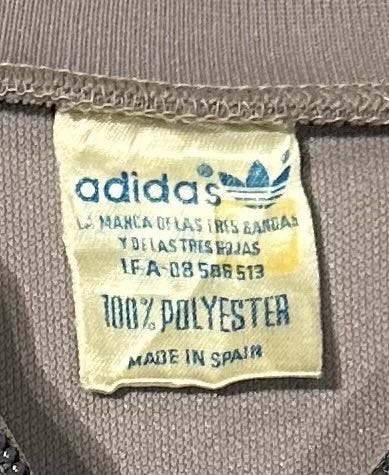 adidas®
LA MARCA DE LAS TRES BANDAS
Y DE LAS TRES HOJAS
I.F.A-08 586 513
100% POLYESTER
MADE IN SPAIN